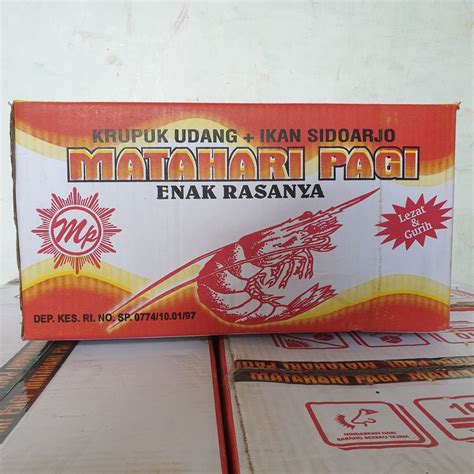 KRUPUK UDANG + IKAN SIDOARJO
MATAHARI PAGI
ENAK RASANYA
Mp
Lezat
&
Gurih
DEP. KES. RI. NO. SP. 0774/10.01/97
MATAHARI PAGI